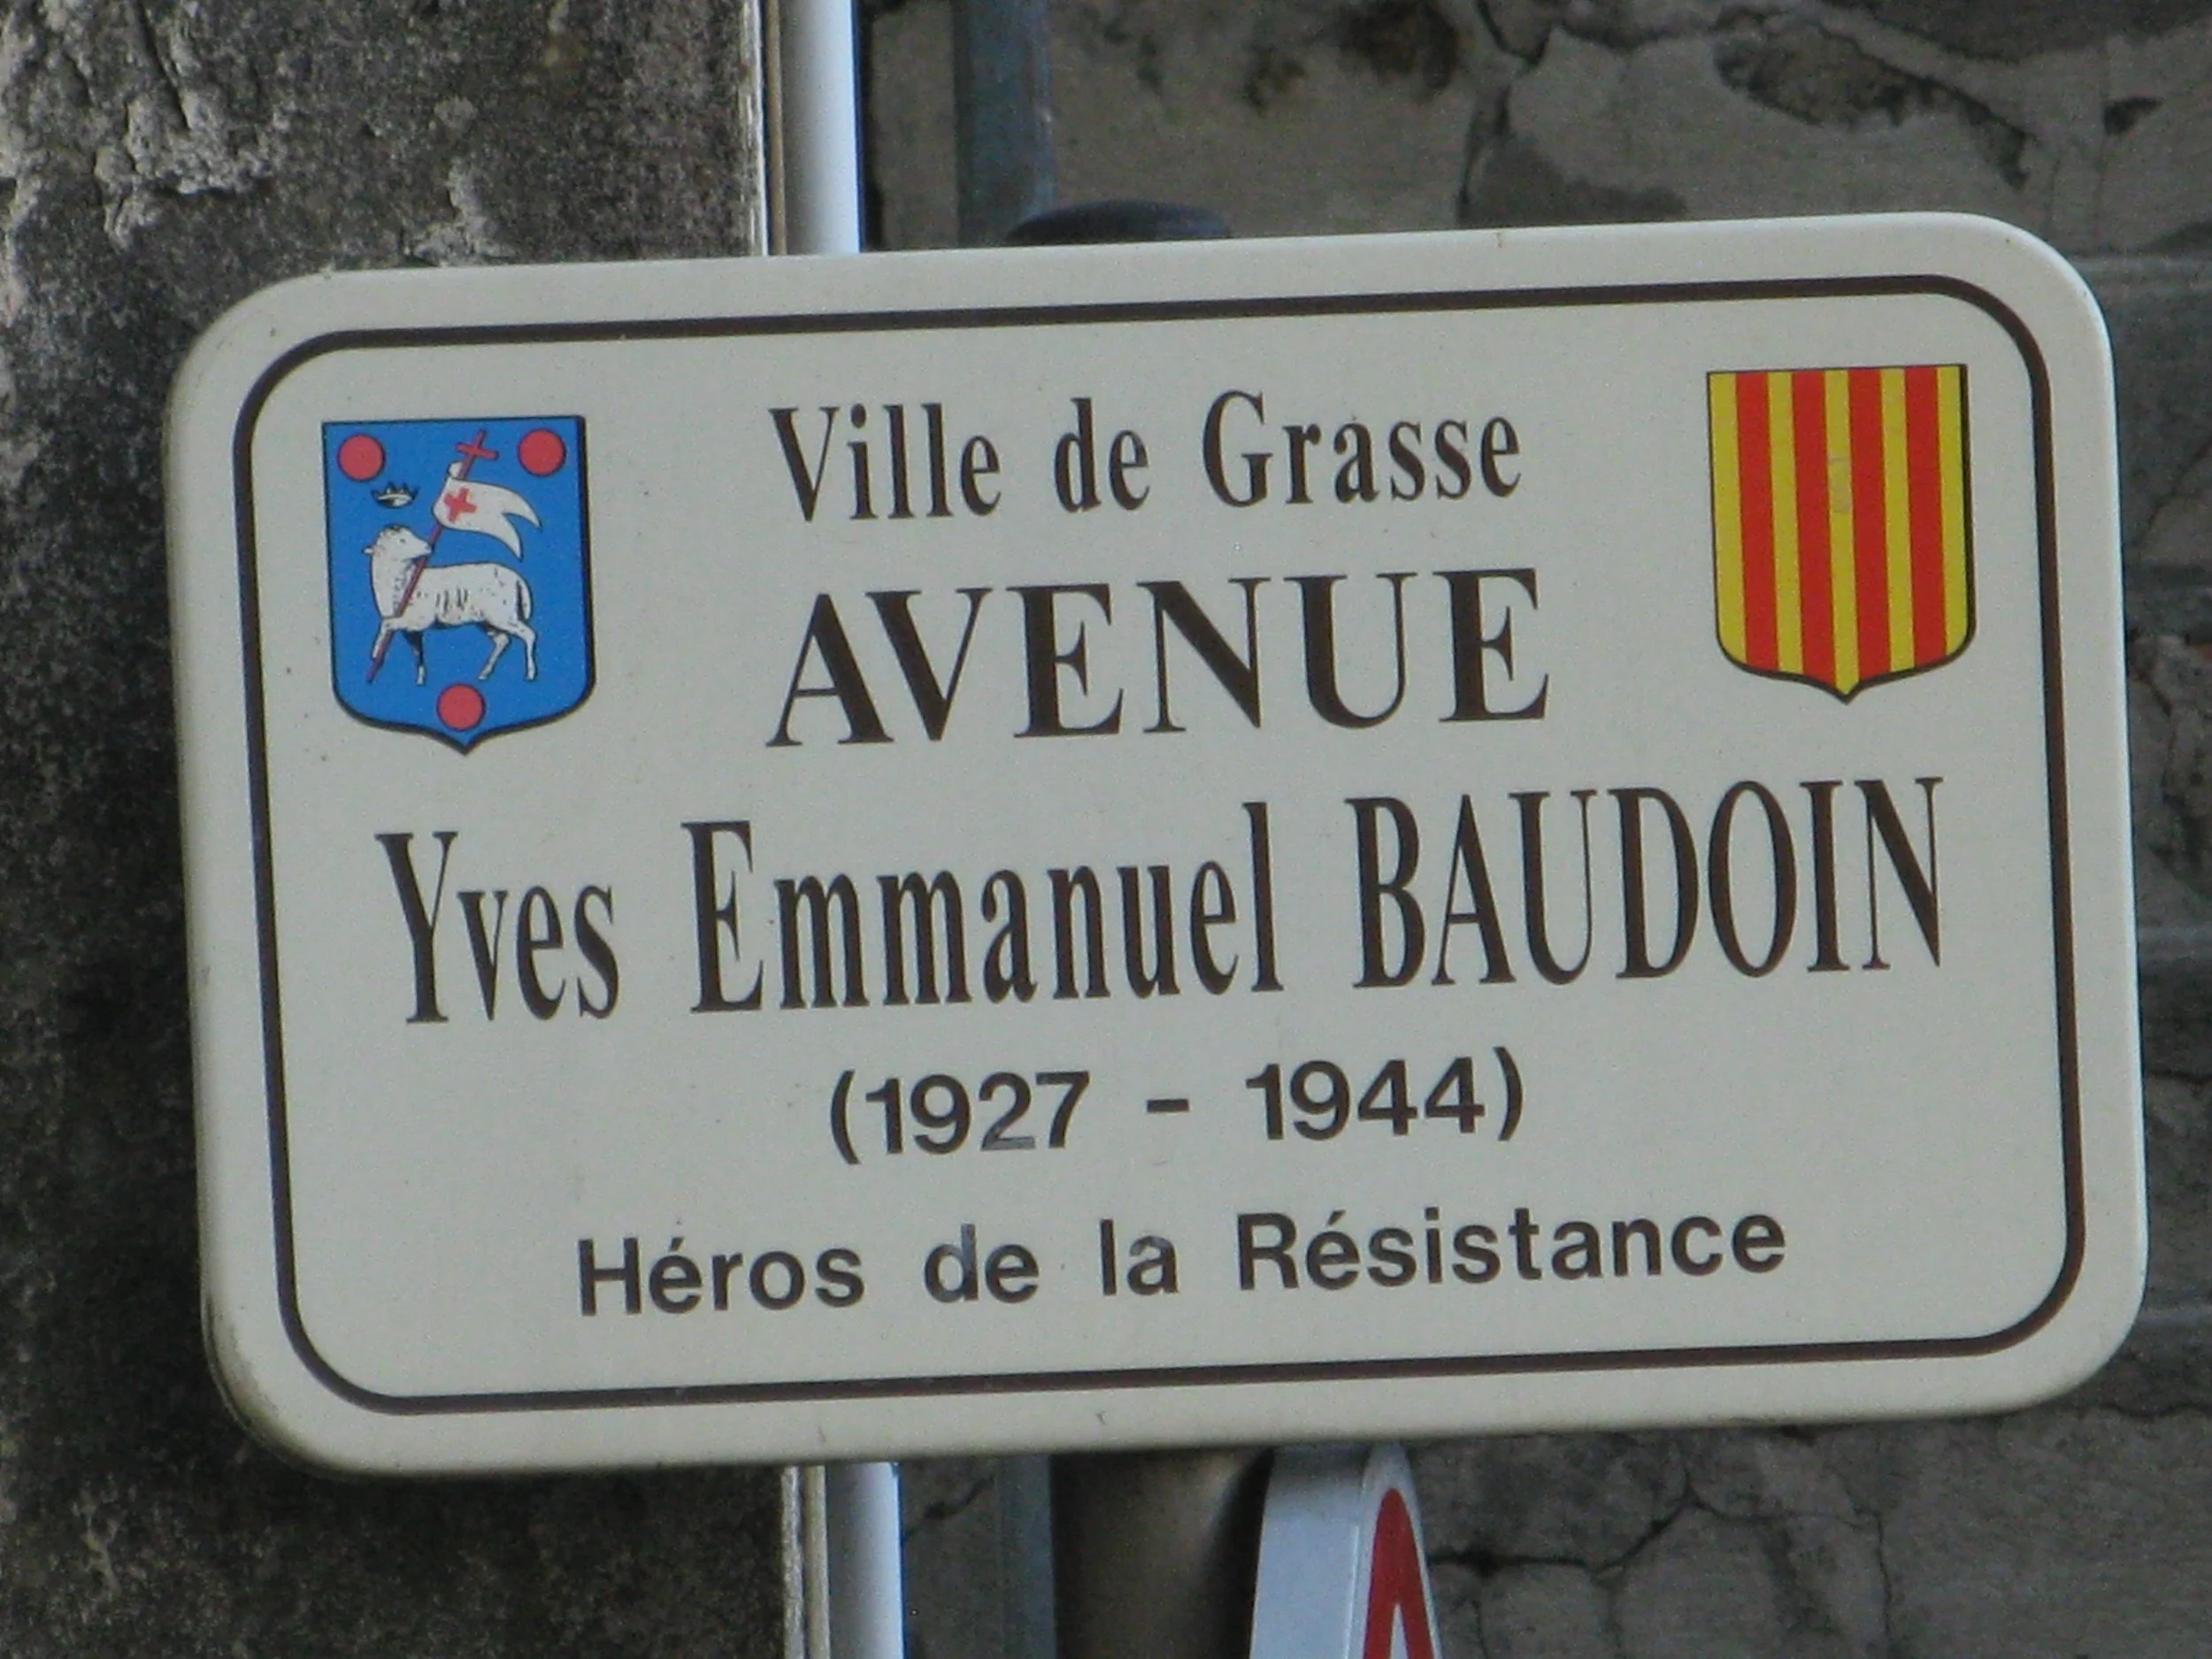 Ville de Grasse
AVENUE
Yves Emmanuel BAUDOIN
(1927 - 1944)
Héros de la Résistance